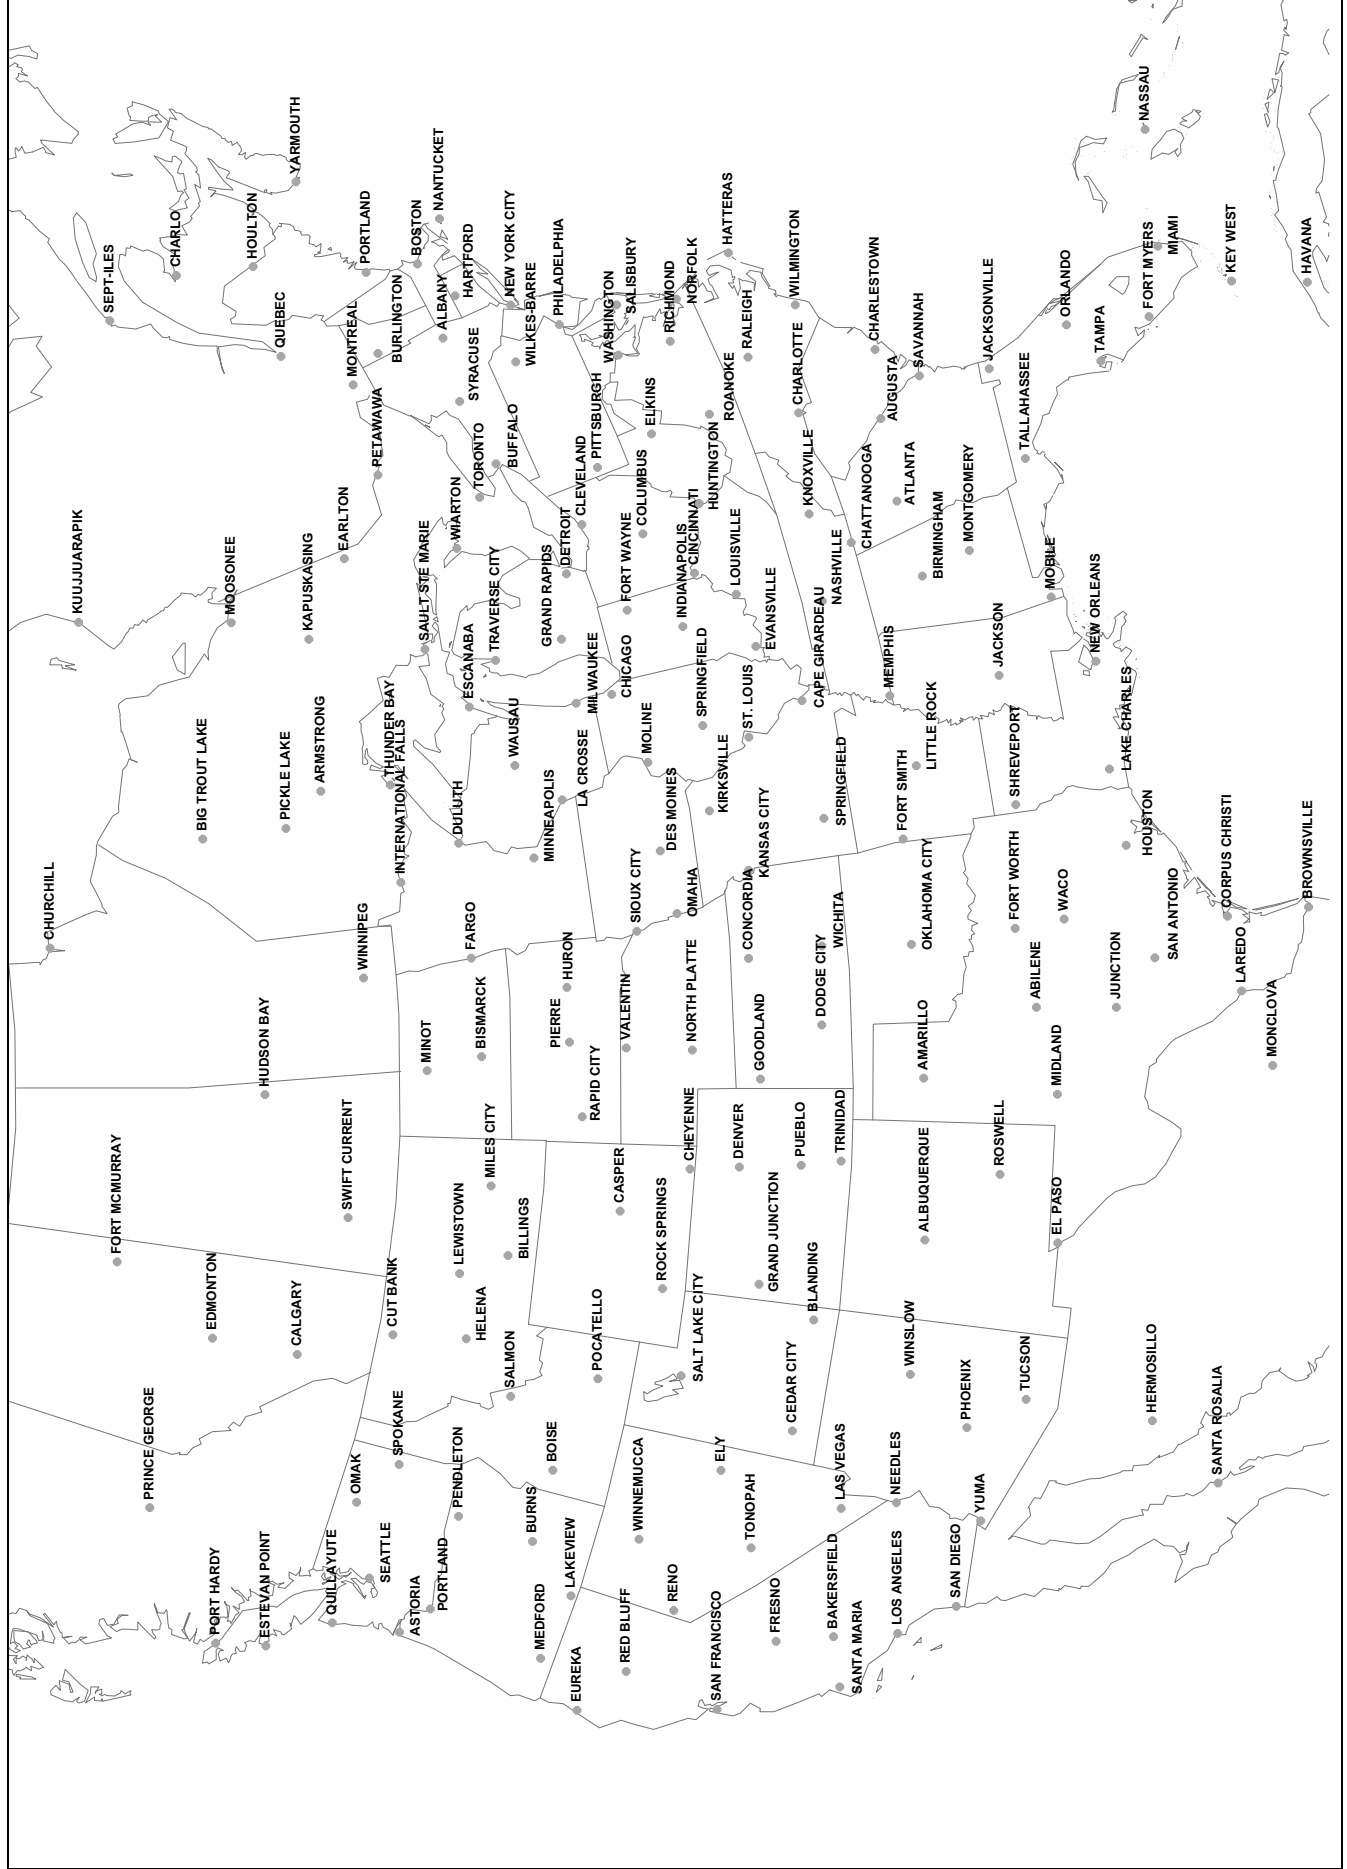 CHURCHILL
KUUJUARAPIK
SEPT-ILES
FORT MCMURRAY
PRINCE GEORGE
CHARLO
BIG TROUT LAKE
EDMONTON
PORT HARDY
MOOSONEE
HOULTON
HUDSON BAY
ESTEVAN POINT
QUEBEC
PICKLE LAKE
YARMOUTH
CALGARY
KAPUSKASING
ARMSTRONG
QUILLAYUTE
EARLTON
SWIFT CURRENT
MONTREAL
OMAK
PORTLAND
WINNIPEG
SEATTLE
PETAWAWA
BURLINGTON
THUNDER BAY
CUT BANK
SPOKANE
INTERNATIONAL FALLS
ASTORIA
BOSTON
SAULT STE MARIE
MINOT
PORTLAND
NANTUCKET
ALBANY
HARTFORD
WIARTON
DULUTH
LEWISTOWN
PENDLETON
SYRACUSE
ESCANABA
FARGO
HELENA
TORONTO
BISMARCK
MILES CITY
TRAVERSE CITY
BUFFALO
NEW YORK CITY
WILKES-BARRE
WAUSAU
BILLINGS
SALMON
MINNEAPOLIS
BURNS
MEDFORD
BOISE
PHILADELPHIA
GRAND RAPIDS
DETROIT
LA CROSSE
HURON
PIERRE
LAKEVIEW
EUREKA
CLEVELAND
MILWAUKEE
RAPID CITY
PITTSBURGH
POCATELLO
WASHINGTON
SALISBURY
CHICAGO
CASPER
FORT WAYNE
VALENTIN
RED BLUFF
SIOUX CITY
WINNEMUCCA
COLUMBUS
MOLINE
ELKINS
DES MOINES
ROCK SPRINGS
RICHMOND
NORFOLK
RENO
OMAHA
INDIANAPOLIS
CHEYENNE
NORTH PLATTE
SALT LAKE CITY
CINCINNATI
HUNTINGTON
SPRINGFIELD
ROANOKE
KIRKSVILLE
SAN FRANCISCO
ELY
HATTERAS
LOUISVILLE
DENVER
RALEIGH
ST. LOUIS
KANSAS CITY
CONCORDIA
TONOPAH
EVANSVILLE
GOODLAND
GRAND JUNCTION
FRESNO
CEDAR CITY
WILMINGTON
CHARLOTTE
KNOXVILLE
CAPE GIRARDEAU
PUEBLO
BLANDING
NASHVILLE
DODGE CITY
WICHITA
SPRINGFIELD
BAKERSFIELD
SANTA MARIA
TRINIDAD
LAS VEGAS
CHATTANOOGA
CHARLESTOWN
AUGUSTA
MEMPHIS
ATLANTA
LOS ANGELES
NEEDLES
FORT SMITH
WINSLOW
OKLAHOMA CITY
LITTLE ROCK
SAVANNAH
BIRMINGHAM
AMARILLO
ALBUQUERQUE
SAN DIEGO
PHOENIX
MONTGOMERY
YUMA
JACKSONVILLE
JACKSON
ROSWELL
SHREVEPORT
FORT WORTH
TALLAHASSEE
TUCSON
ABILENE
MOBILE
MIDLAND
EL PASO
WACO
ORLANDO
NEW ORLEANS
TAMPA
LAKE CHARLES
JUNCTION
HOUSTON
NASSAU
FORT MYERS
MIAMI
HERMOSILLO
SAN ANTONIO
SANTA ROSALIA
CORPUS CHRISTI
KEY WEST
LAREDO
MONCLOVA
HAVANA
BROWNSVILLE